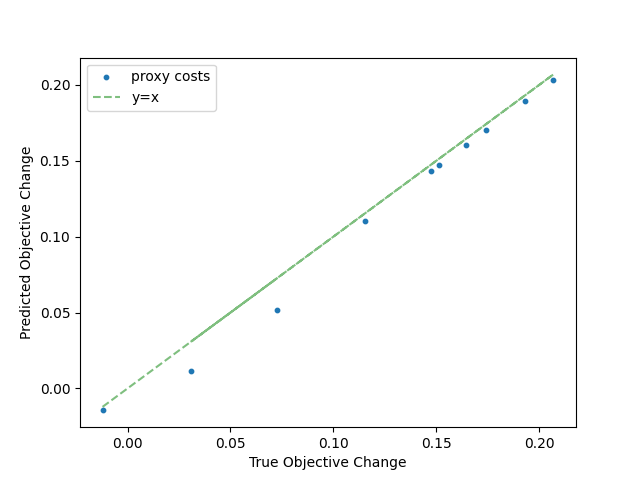 proxy costs
y=x
0.20
0.15
0.10
0.05
0.00
Predicted Objective Change
0.00 0.05 0.10 0.15 0.20
True Objective Change